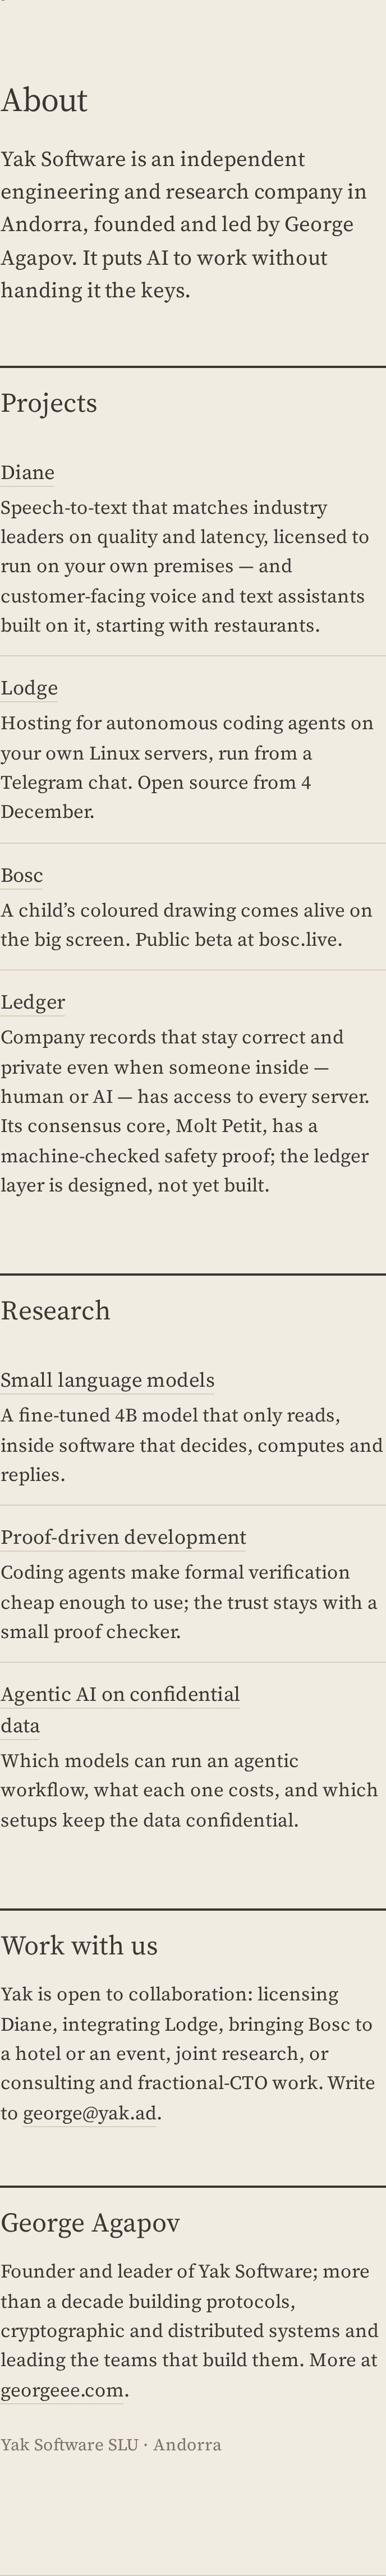 About
Yak Software is an independent
engineering and research company in
Andorra, founded and led by George
Agapov. It puts AI to work without
handing it the keys.
Projects
Diane
Speech-to-text that matches industry
leaders on quality and latency, licensed to
run on your own premises — and
customer-facing voice and text assistants
built on it, starting with restaurants.
Lodge
Hosting for autonomous coding agents on
your own Linux servers, run from a
Telegram chat. Open source from 4
December.
Bosc
A child’s coloured drawing comes alive on
the big screen. Public beta at bosc.live.
Ledger
Company records that stay correct and
private even when someone inside —
human or AI — has access to every server.
Its consensus core, Molt Petit, has a
machine-checked safety proof; the ledger
layer is designed, not yet built.
Research
Small language models
A fine-tuned 4B model that only reads,
inside software that decides, computes and
replies.
Proof-driven development
Coding agents make formal verification
cheap enough to use; the trust stays with a
small proof checker.
Agentic AI on confidential
data
Which models can run an agentic
workflow, what each one costs, and which
setups keep the data confidential.
Work with us
Yak is open to collaboration: licensing
Diane, integrating Lodge, bringing Bosc to
a hotel or an event, joint research, or
consulting and fractional-CTO work. Write
to george@yak.ad.
George Agapov
Founder and leader of Yak Software; more
than a decade building protocols,
cryptographic and distributed systems and
leading the teams that build them. More at
georgeee.com.
Yak Software SLU · Andorra